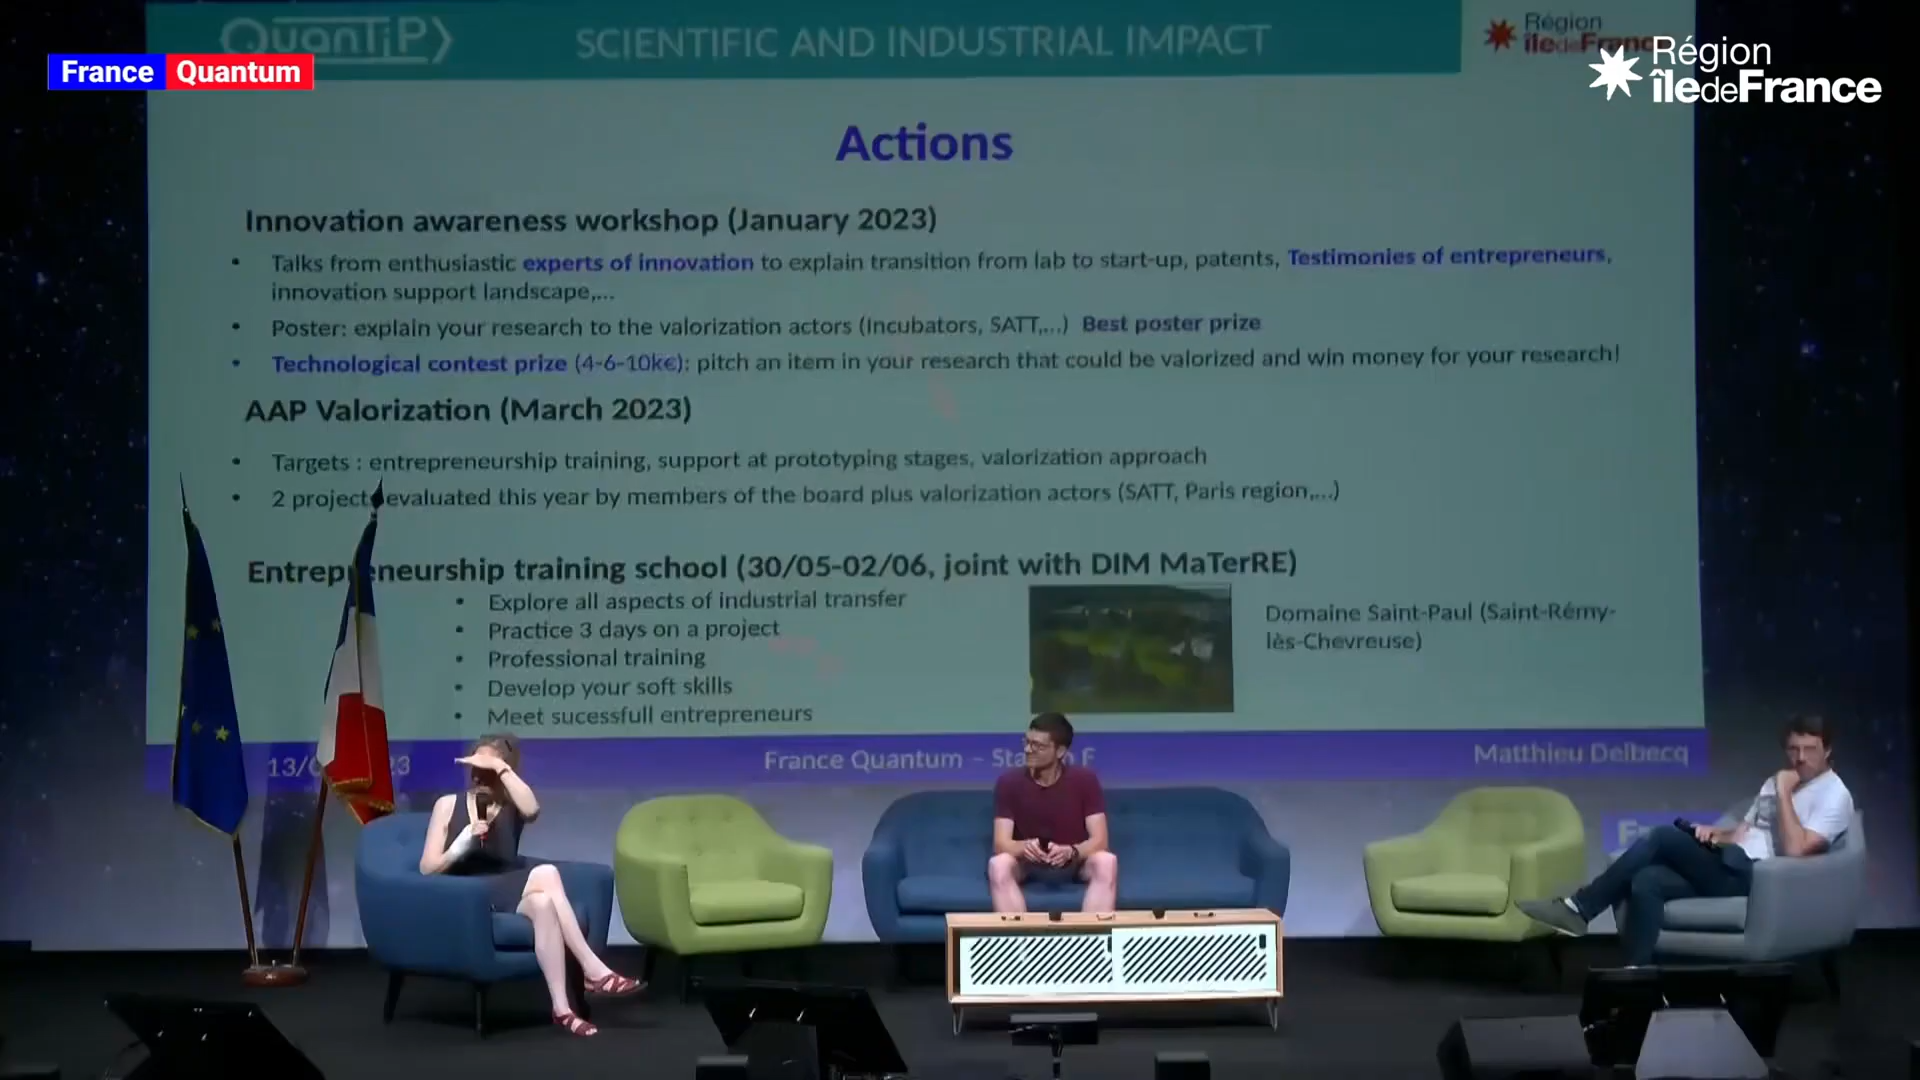 QuanTiP
SCIENTIFIC AND INDUSTRIAL IMPACT
Région
îledeFrance
France Quantum
Région
îledeFrance
Actions
Innovation awareness workshop (January 2023)
• Talks from enthusiastic experts of innovation to explain transition from lab to start-up, patents, Testimonies of entrepreneurs,
innovation support landscape,...
• Poster: explain your research to the valorization actors (Incubators, SATT,...) Best poster prize
• Technological contest prize (4-6-10k€): pitch an item in your research that could be valorized and win money for your research!
AAP Valorization (March 2023)
• Targets : entrepreneurship training, support at prototyping stages, valorization approach
• 2 projects evaluated this year by members of the board plus valorization actors (SATT, Paris region,...)
Entrepreneurship training school (30/05-02/06, joint with DIM MaTerRE)
• Explore all aspects of industrial transfer
• Practice 3 days on a project
• Professional training
• Develop your soft skills
• Meet sucessfull entrepreneurs
Domaine Saint-Paul (Saint-Rémy-
lès-Chevreuse)
France Quantum – Station F
Matthieu Delbecq